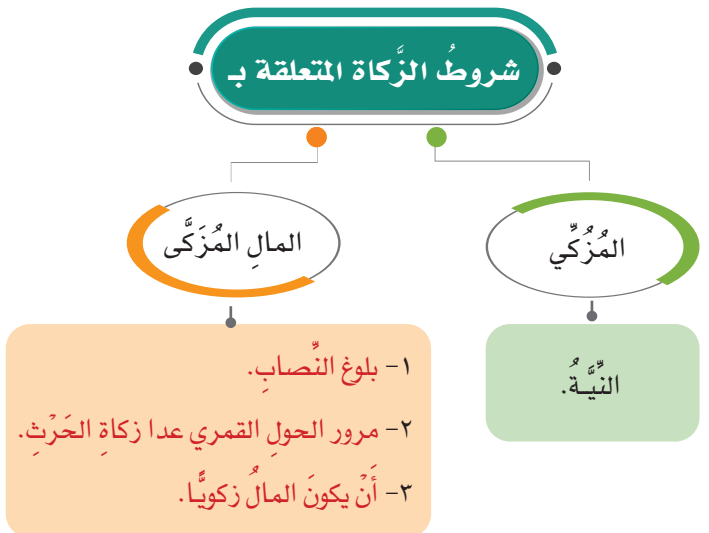 شروطُ الزَّكاة المتعلقة بـ
المُزُكِّي
النِّيَّـةُ.
المالِ المُزَكَّى
١- بلوغ النِّصابِ.
٢- مرور الحولِ القمري عدا زكاةِ الحَرْثِ.
٣- أَنْ يكونَ المالُ زكويًّا.